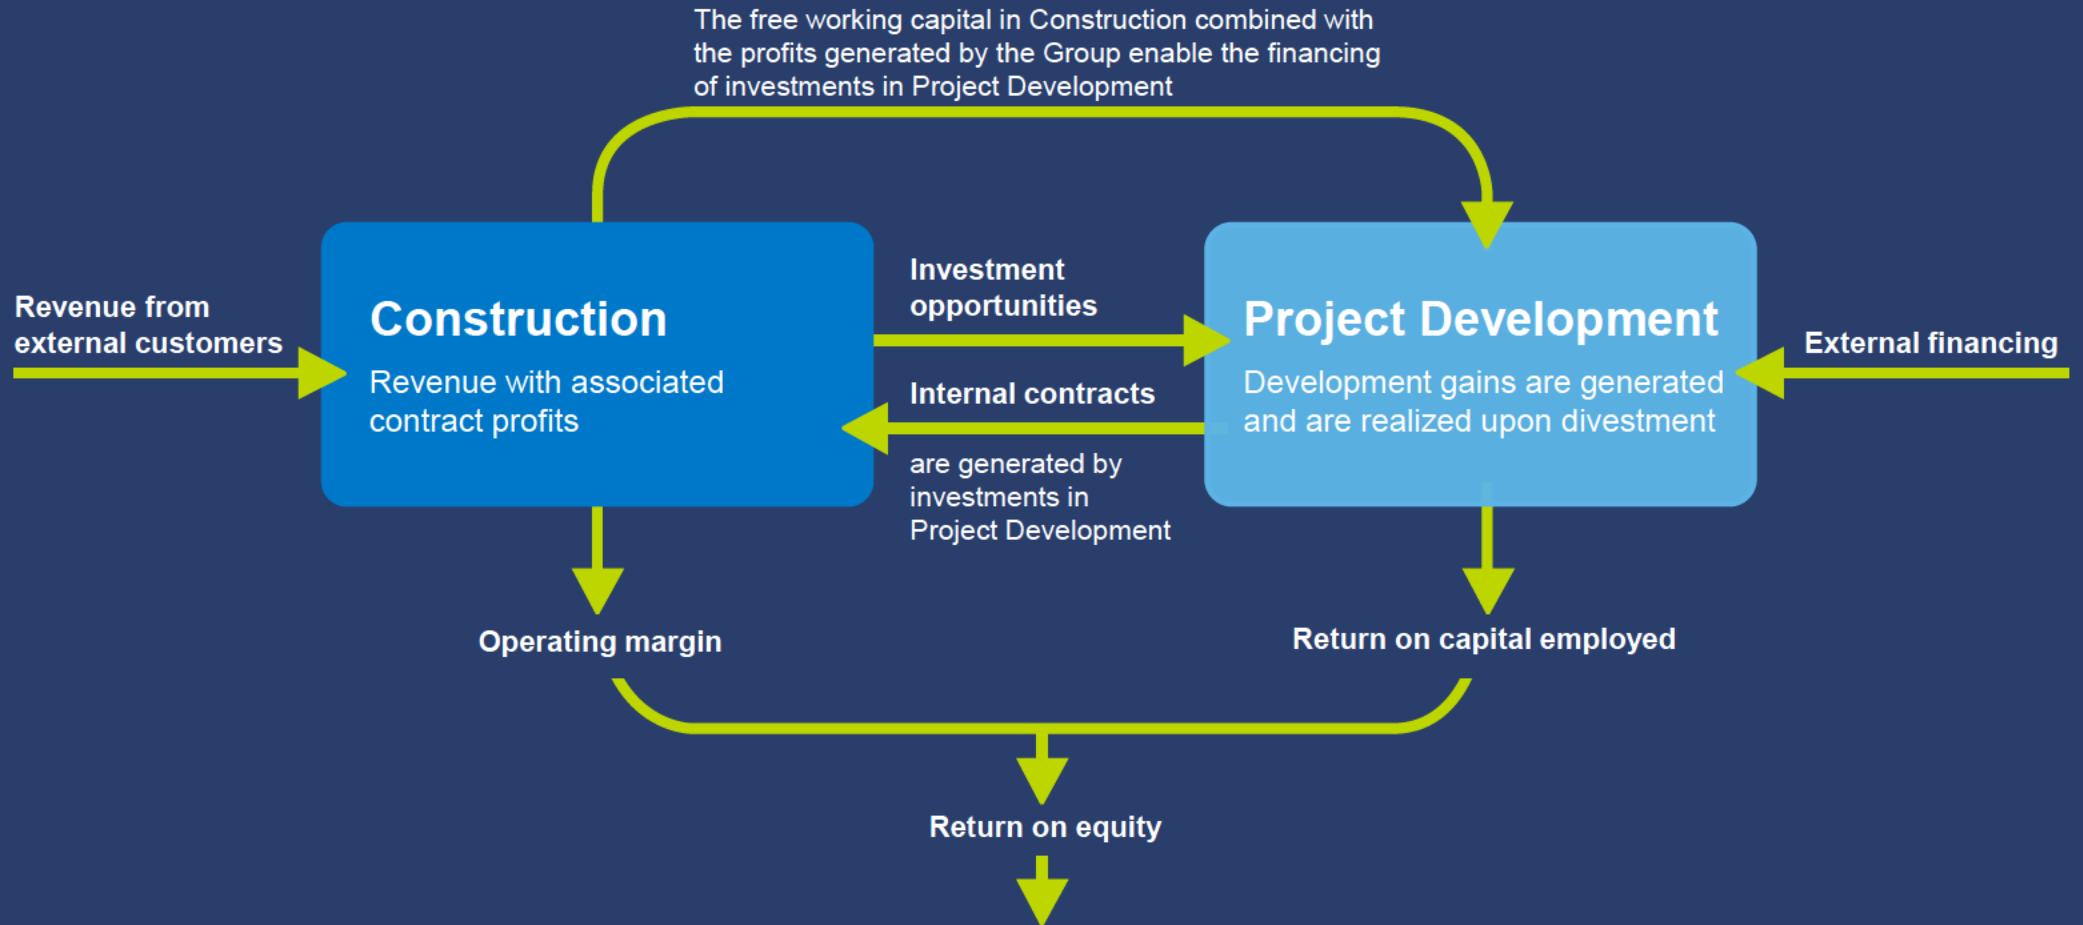 The free working capital in Construction combined with
the profits generated by the Group enable the financing
of investments in Project Development
Revenue from
external customers
Construction
Revenue with associated
contract profits
Investment
opportunities
Internal contracts
are generated by
investments in
Project Development
Project Development
Development gains are generated
and are realized upon divestment
External financing
Operating margin
Return on capital employed
Return on equity